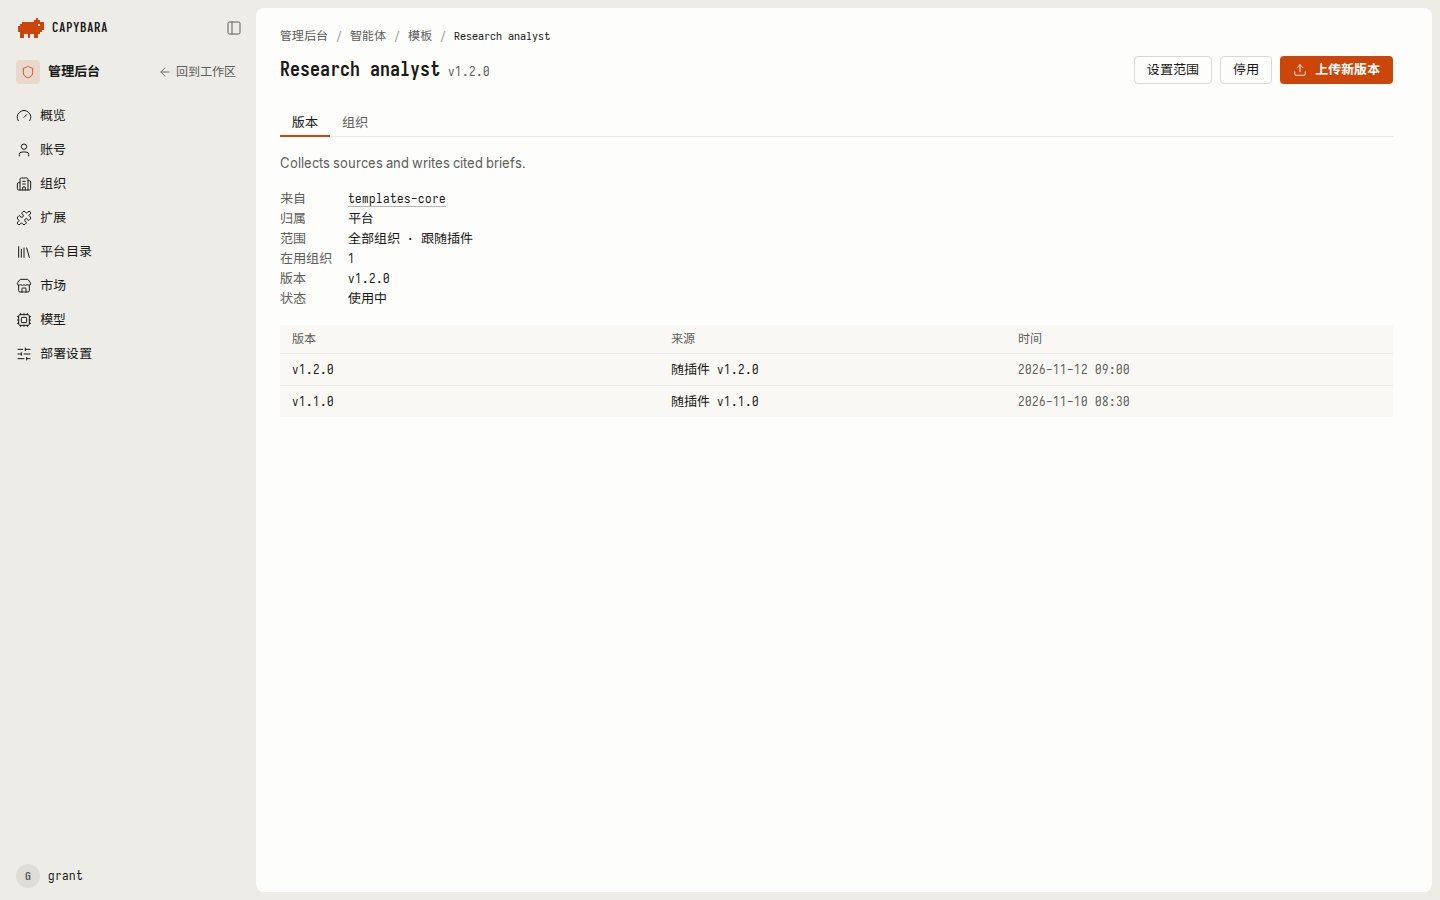 CAPYBARA
管理后台
回到工作区
概览
账号
组织
扩展
平台目录
市场
模型
部署设置
G grant
管理后台 / 智能体 / 模板 / Research analyst
Research analyst v1.2.0
设置范围
停用
上传新版本
版本 组织
Collects sources and writes cited briefs.
来自 templates-core
归属 平台
范围 全部组织 · 跟随插件
在用组织 1
版本 v1.2.0
状态 使用中
版本 来源 时间
v1.2.0 随插件 v1.2.0 2026-11-12 09:00
v1.1.0 随插件 v1.1.0 2026-11-10 08:30